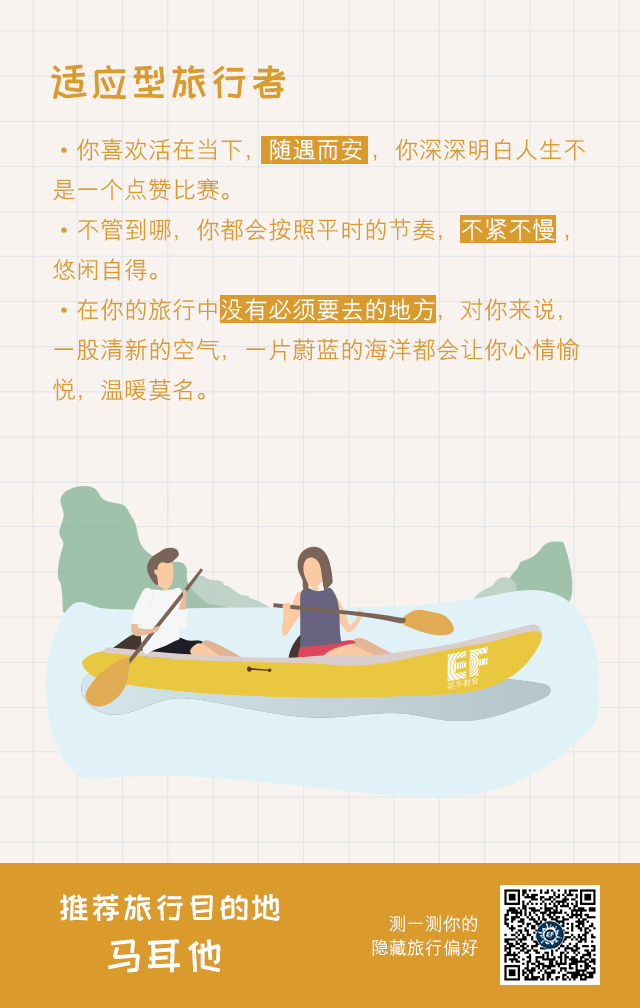 适应型旅行者
•你喜欢活在当下,随遇而安,你深深明白人生不
是一个点赞比赛。
•不管到哪,你都会按照平时的节奏,不紧不慢,
悠闲自得。
•在你的旅行中没有必须要去的地方,对你来说,
一股清新的空气,一片蔚蓝的海洋都会让你心情愉
悦,温暖莫名。
EF
英孚教育
推荐旅行目的地
马耳他
测一测你的
隐藏旅行偏好